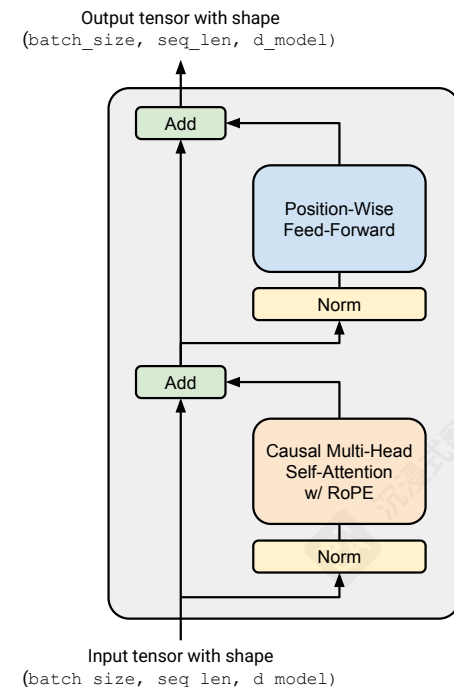 Output tensor with shape
(batch_size, seq_len, d_model)
Add
Position-Wise
Feed-Forward
Norm
Add
Causal Multi-Head
Self-Attention
w/ RoPE
Norm
Input tensor with shape
(batch_size, seq_len, d_model)